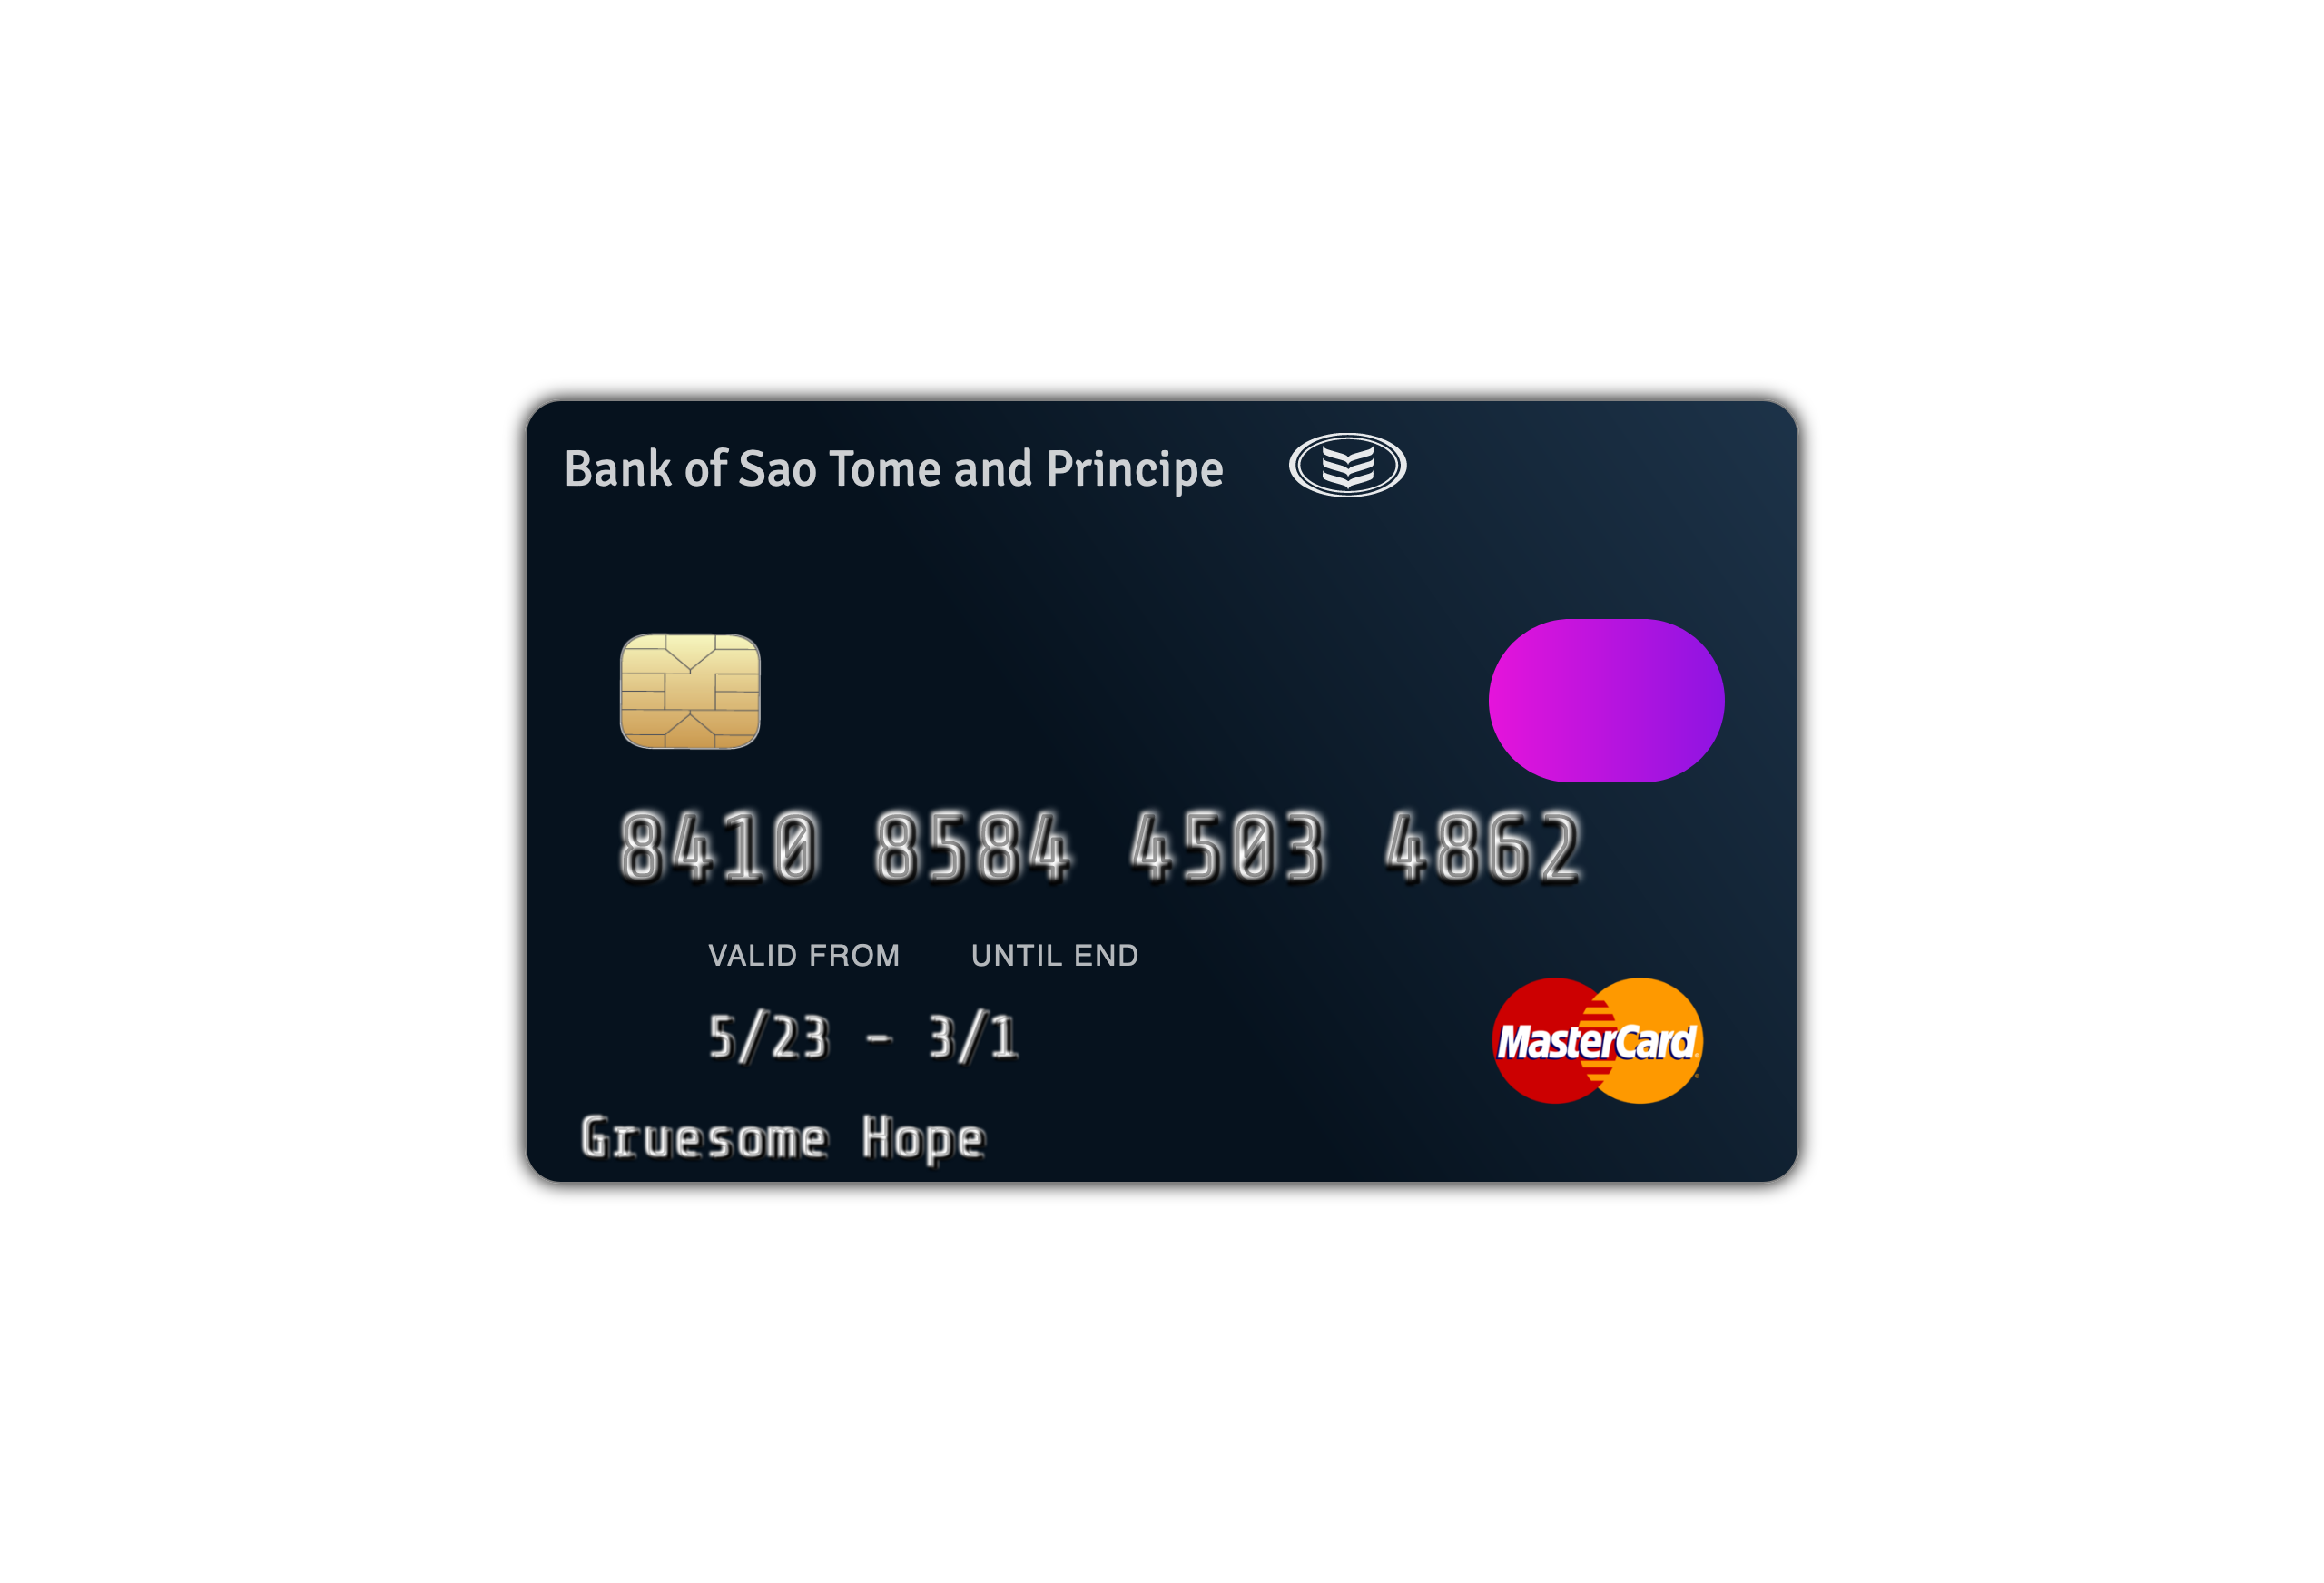 Bank of Sao Tome and Principe
8410 8584 4503 4862
VALID FROM UNTIL END
5/23 - 3/1
MasterCard
Gruesome Hope